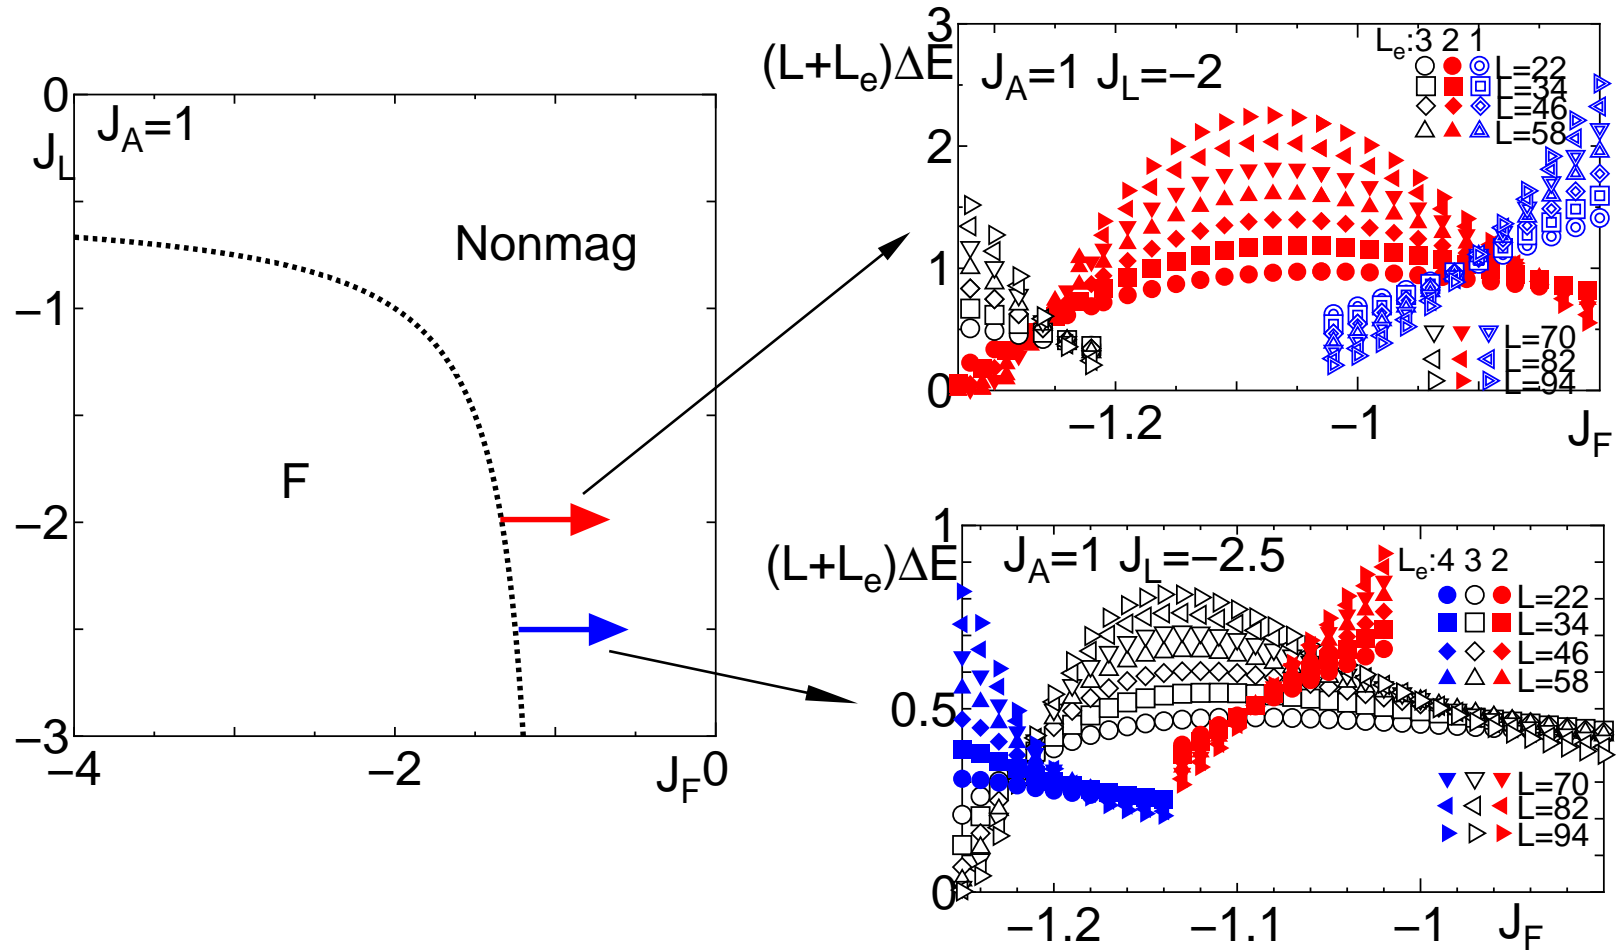 0
J_A=1
J_L
Nonmag
−1
F
−2
−3
−4
−2
J_F
0
3
(L+L_e)ΔE
J_A=1 J_L=−2
L_e:3 2 1
L=22
L=34
L=46
L=58
2
1
L=70
L=82
L=94
0
−1.2
−1
J_F
1
(L+L_e)ΔE
J_A=1 J_L=−2.5
L_e:4 3 2
L=22
L=34
L=46
L=58
0.5
L=70
L=82
L=94
0
−1.2
−1.1
−1
J_F